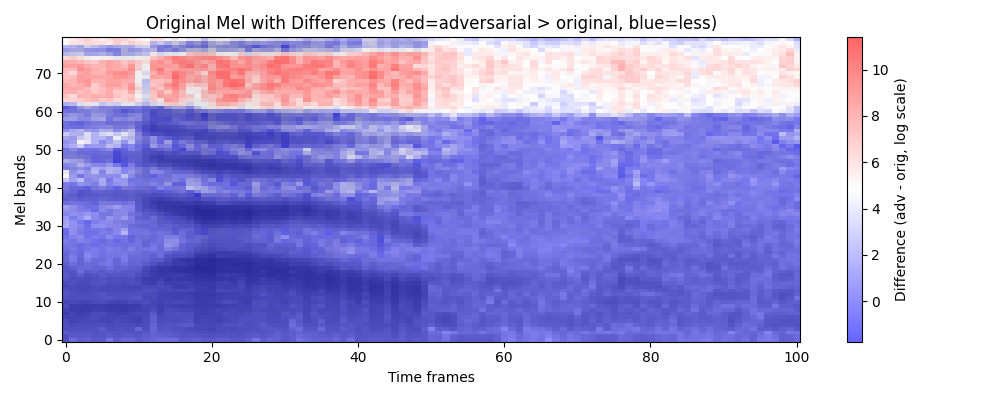 Original Mel with Differences (red=adversarial > original, blue=less)
Mel bands
70
60
50
40
30
20
10
0
0 20 40 60 80 100
Time frames
10
8
6
4
2
0
Difference (adv - orig, log scale)